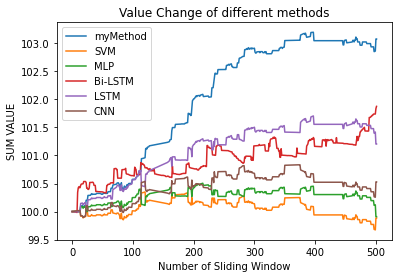 Value Change of different methods
myMethod
SVM
MLP
Bi-LSTM
LSTM
CNN
SUM VALUE
103.0
102.5
102.0
101.5
101.0
100.5
100.0
99.5
0 100 200 300 400 500
Number of Sliding Window